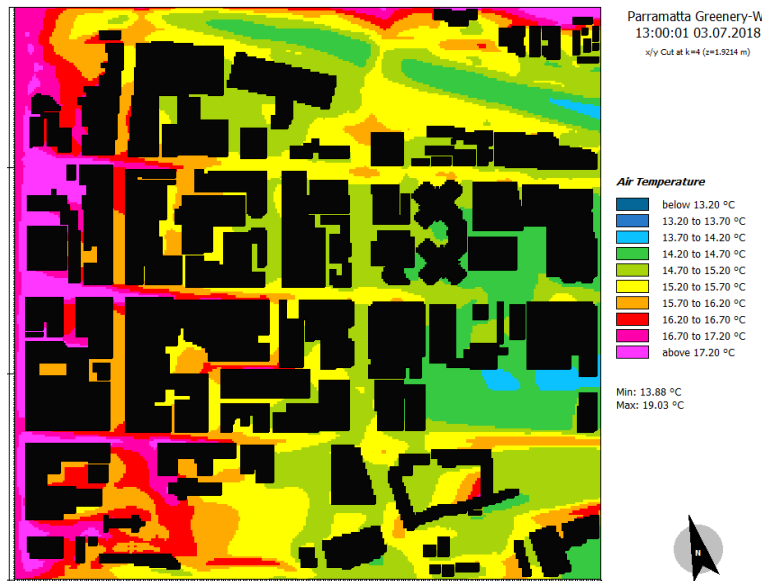 Parramatta Greenery-W
13:00:01 03.07.2018
x/y Cut at k=4 (z=1.9214 m)
Air Temperature
below 13.20 °C
13.20 to 13.70 °C
13.70 to 14.20 °C
14.20 to 14.70 °C
14.70 to 15.20 °C
15.20 to 15.70 °C
15.70 to 16.20 °C
16.20 to 16.70 °C
16.70 to 17.20 °C
above 17.20 °C
Min: 13.88 °C
Max: 19.03 °C
N